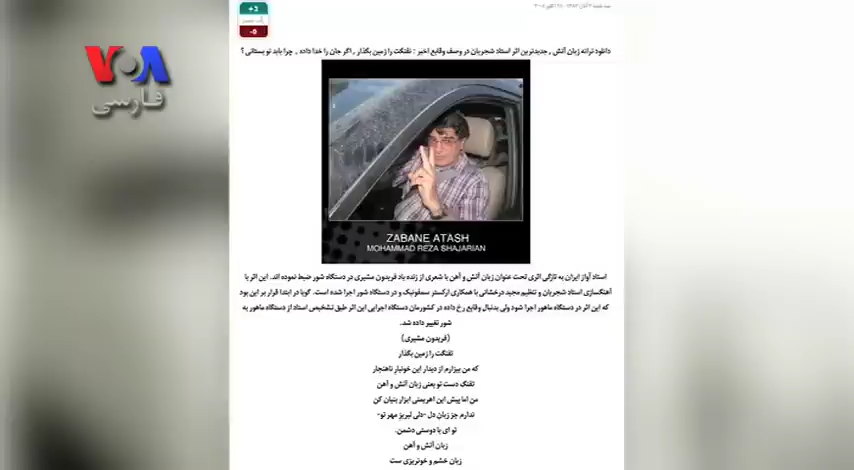 سه شنبه ۳ آبان ۱۳۸۴
+2
-0
دانلود ترانه زبان آتش , جدیدترین اثر استاد شجریان در وصف وقایع اخیر : تفنگت را زمین بگذار , اگر جان را خدا داده , چرا باید تو بستانی ؟
VOA
فارسی
ZABANE ATASH
MOHAMMAD REZA SHAJARIAN
استاد آواز ایران به تازگی اثری تحت عنوان زبان آتش و آهن با شعری از زنده یاد فریدون مشیری در دستگاه شور ضبط نموده اند. این اثر با
آهنگسازی استاد شجریان و تنظیم مجید درخشانی با همکاری ارکستر سمفونیک و در دستگاه شور اجرا شده است. گویا در ابتدا قرار بر این بود
که این اثر در دستگاه ماهور اجرا شود ولی بدنبال وقایع رخ داده در کشورمان دستگاه اجرایی این اثر طبق تشخیص استاد از دستگاه ماهور به
شور تغییر داده شد.
(فریدون مشیری)
تفنگت را زمین بگذار
که من بیزارم از دیدار این خونبار ناهنجار
تفنگ دست تو یعنی زبان آتش و آهن
من اما پیش این اهریمنی ابزار بنیان کن
ندارم جز زبان دل -دلی لبریز مهر تو-
تو ای با دوستی دشمن.
زبان آتش و آهن
زبان خشم و خونریزی ست